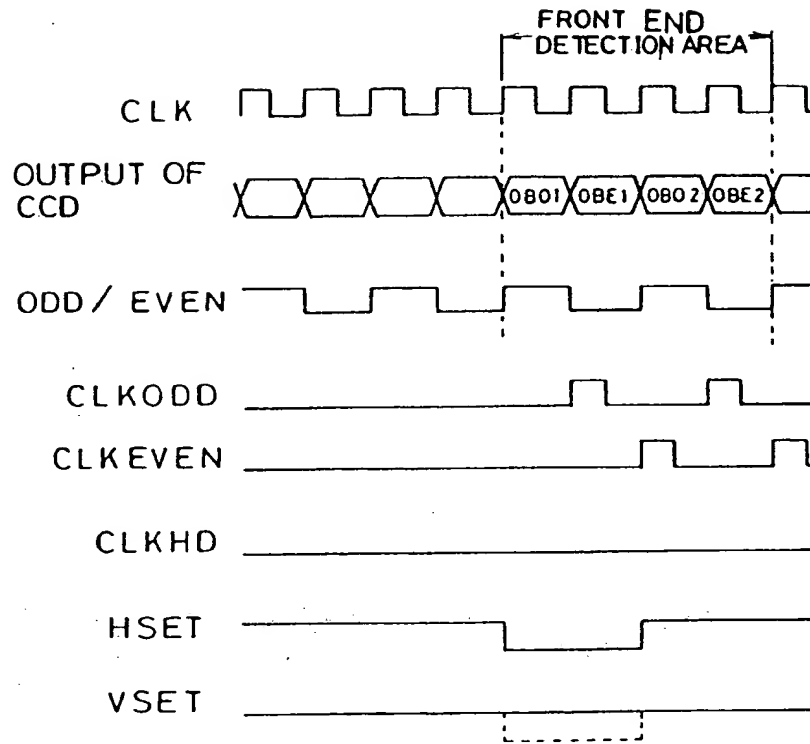 FRONT END
DETECTION AREA
CLK
OUTPUT OF
CCD
OBO1 OBE1 OBO2 OBE2
ODD / EVEN
CLKODD
CLKEVEN
CLKHD
HSET
VSET